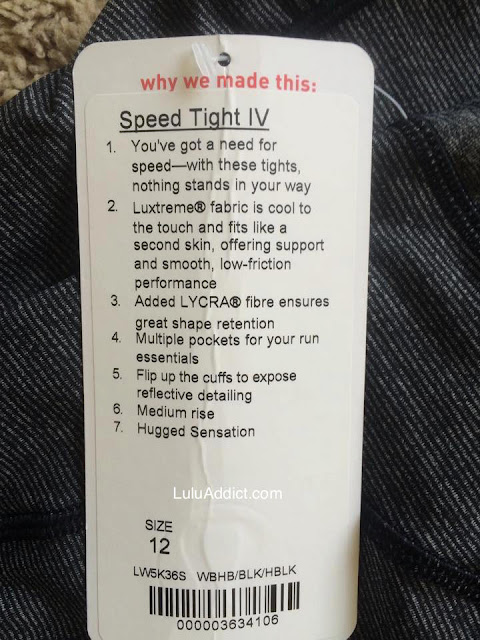 why we made this:
Speed Tight IV
1. You've got a need for
speed—with these tights,
nothing stands in your way
2. Luxtreme® fabric is cool to
the touch and fits like a
second skin, offering support
and smooth, low-friction
performance
3. Added LYCRA® fibre ensures
great shape retention
4. Multiple pockets for your run
essentials
5. Flip up the cuffs to expose
reflective detailing
6. Medium rise
7. Hugged Sensation
LuluAddict.com
SIZE
12
LW5K36S WBHB/BLK/HBLK
000003634106